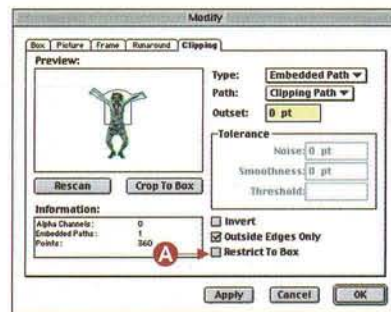 Modify
Box Picture Frame Runaround Clipping
Preview:
Type: Embedded Path
Path: Clipping Path
Outset: 0 pt
Tolerance
Noise: 0 pt
Smoothness: 0 pt
Threshold:
Rescan Crop To Box
Information:
Alpha Channels: 0
Embedded Paths: 1
Points: 360
Invert
Outside Edges Only
A Restrict To Box
Apply Cancel OK